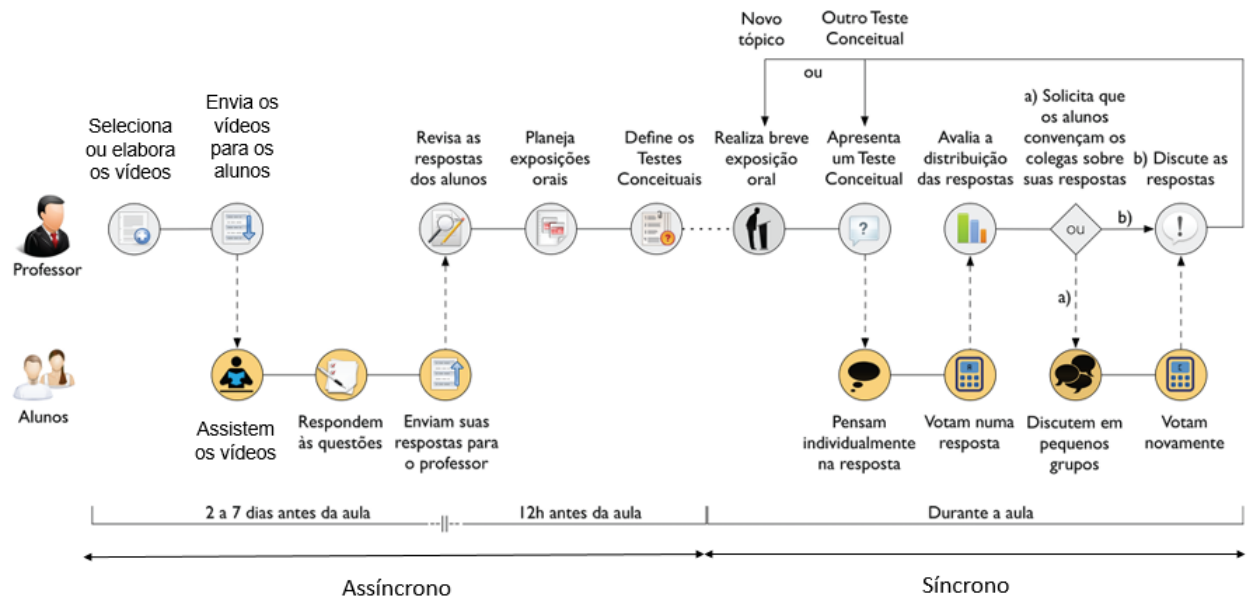 Novo
tópico
Outro Teste
Conceitual
ou
Seleciona
ou elabora
os vídeos
Envia os
vídeos
para os
alunos
Revisa as
respostas
dos alunos
Planeja
exposições
orais
Define os
Testes
Conceituais
Realiza breve
exposição
oral
Apresenta
um Teste
Conceitual
Avalia a
distribuição
das respostas
a) Solicita que
os alunos
convençam os
colegas sobre
suas respostas
b) Discute as
respostas
Professor
?
ou
b)
!
a)
Alunos
Assistem
os vídeos
Respondem
às questões
Enviam suas
respostas para
o professor
Pensam
individualmente
na resposta
Votam numa
resposta
Discutem em
pequenos
grupos
Votam
novamente
2 a 7 dias antes da aula
12h antes da aula
Durante a aula
Assíncrono
Síncrono